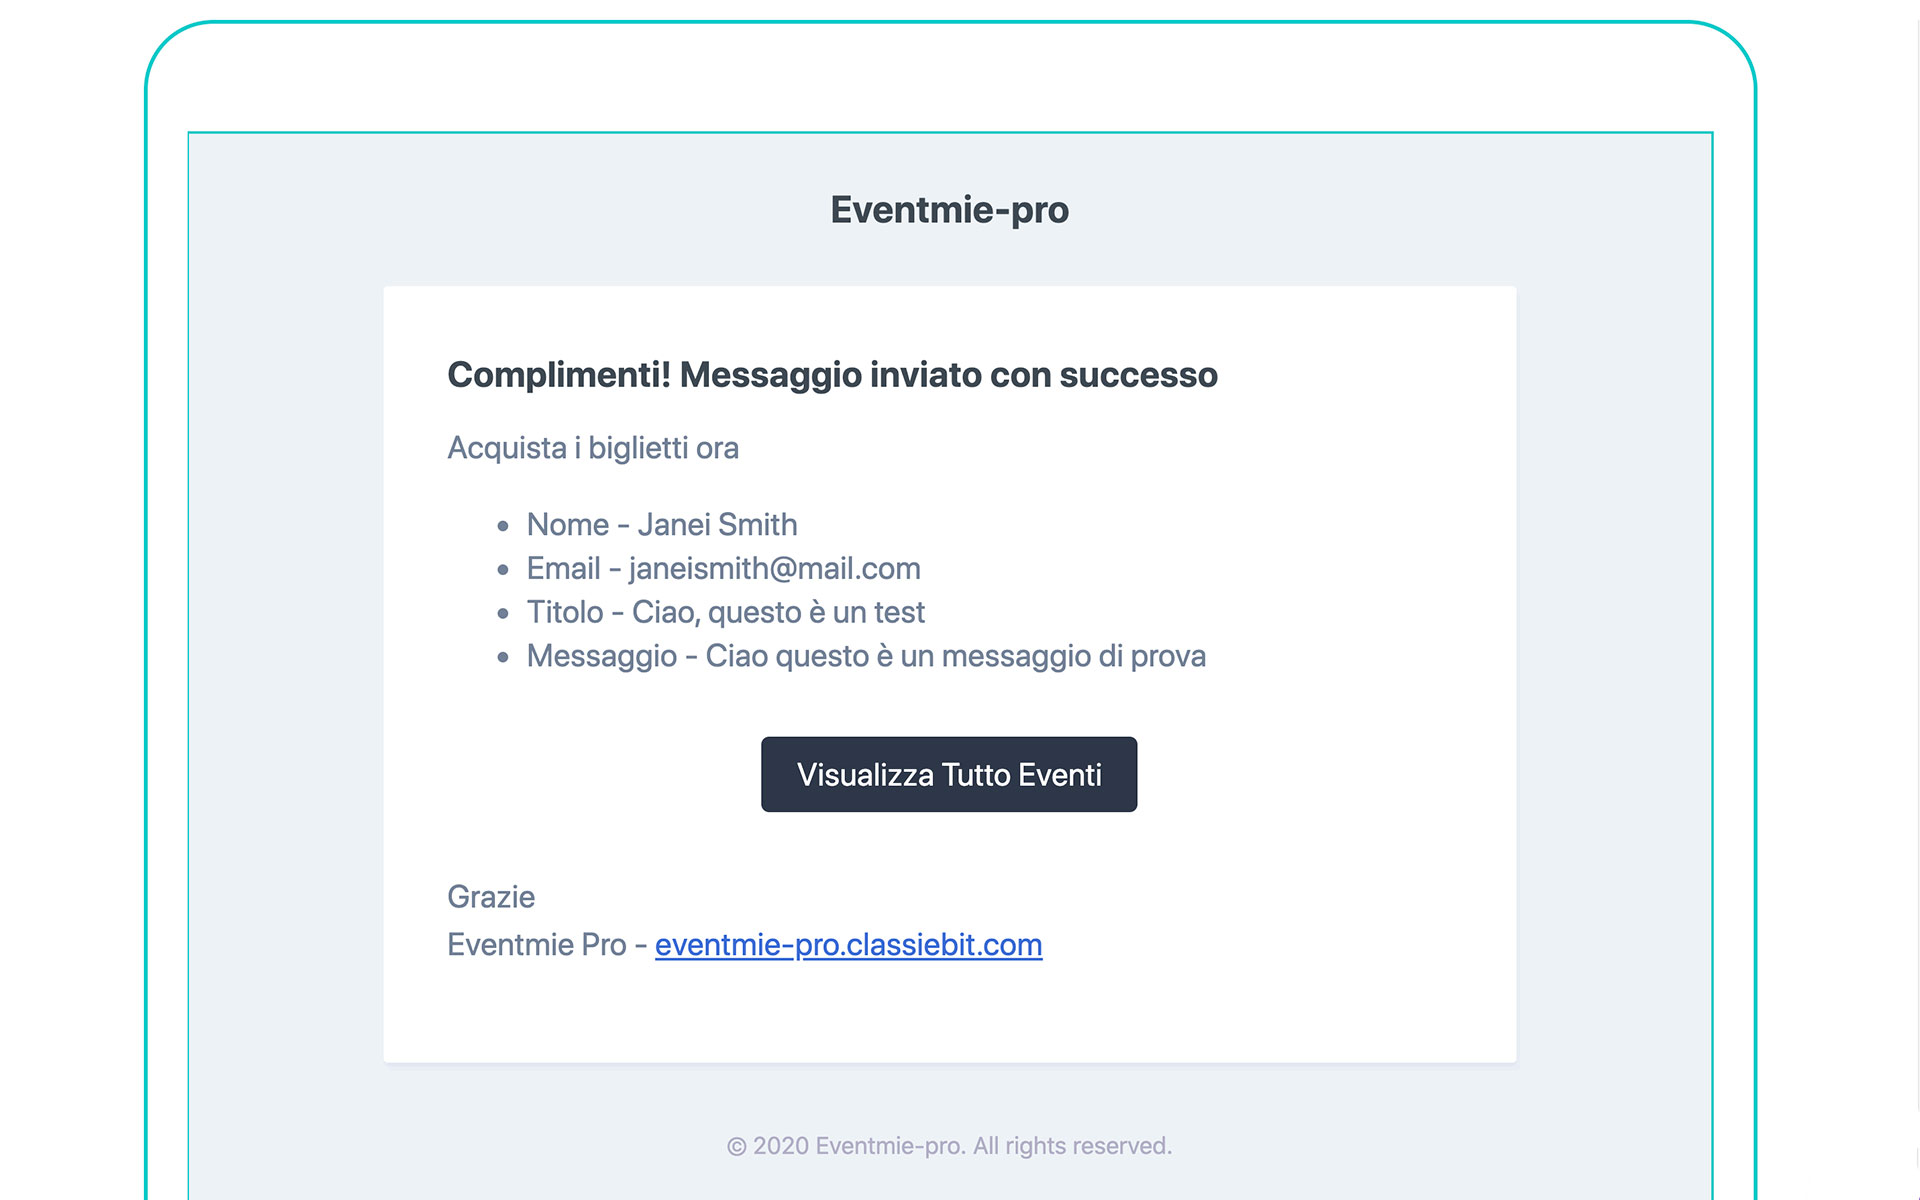 Eventmie-pro
Complimenti! Messaggio inviato con successo
Acquista i biglietti ora
• Nome - Janei Smith
• Email - janeismith@mail.com
• Titolo - Ciao, questo è un test
• Messaggio - Ciao questo è un messaggio di prova
Visualizza Tutto Eventi
Grazie
Eventmie Pro - eventmie-pro.classiebit.com
© 2020 Eventmie-pro. All rights reserved.